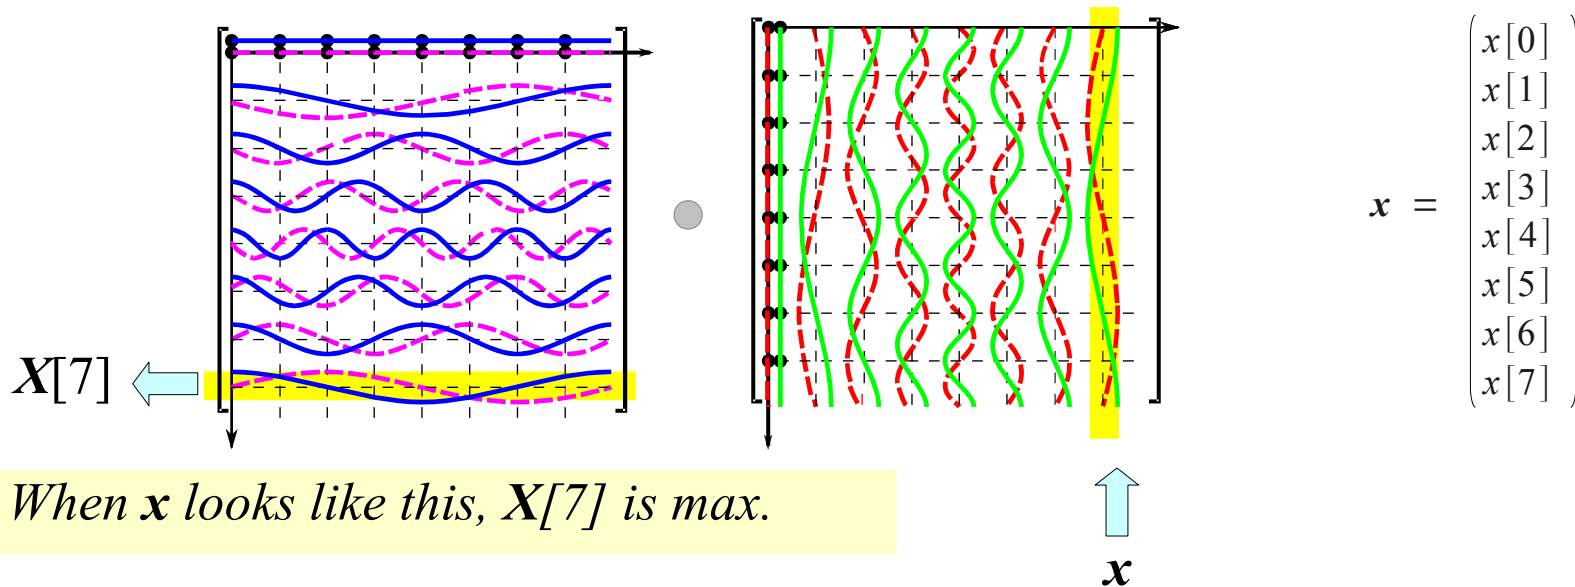 x =
x[0]
x[1]
x[2]
x[3]
x[4]
x[5]
x[6]
x[7]
X[7]
When x looks like this, X[7] is max.
x